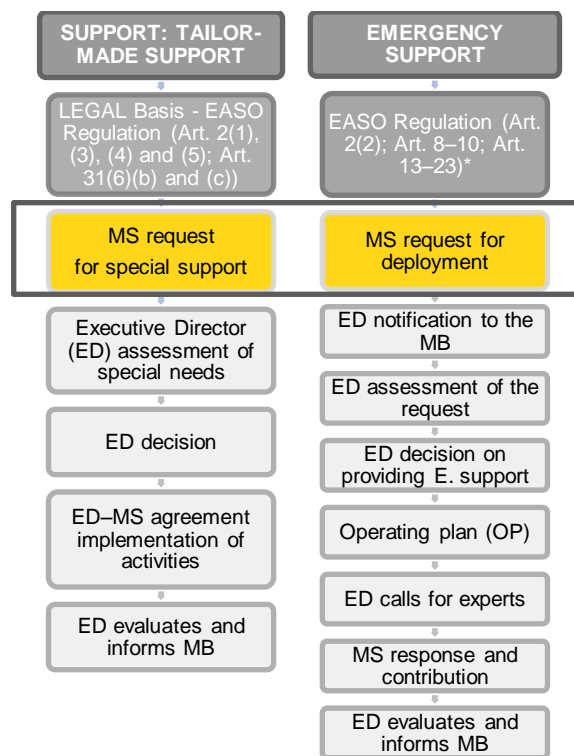 SUPPORT: TAILOR-
MADE SUPPORT
LEGAL Basis - EASO
Regulation (Art. 2(1),
(3), (4) and (5); Art.
31(6)(b) and (c))
MS request
for special support
Executive Director
(ED) assessment of
special needs
ED decision
ED–MS agreement
implementation of
activities
ED evaluates and
informs MB
EMERGENCY
SUPPORT
EASO Regulation (Art.
2(2); Art. 8–10; Art.
13–23)*
MS request for
deployment
ED notification to the
MB
ED assessment of the
request
ED decision on
providing E. support
Operating plan (OP)
ED calls for experts
MS response and
contribution
ED evaluates and
informs MB